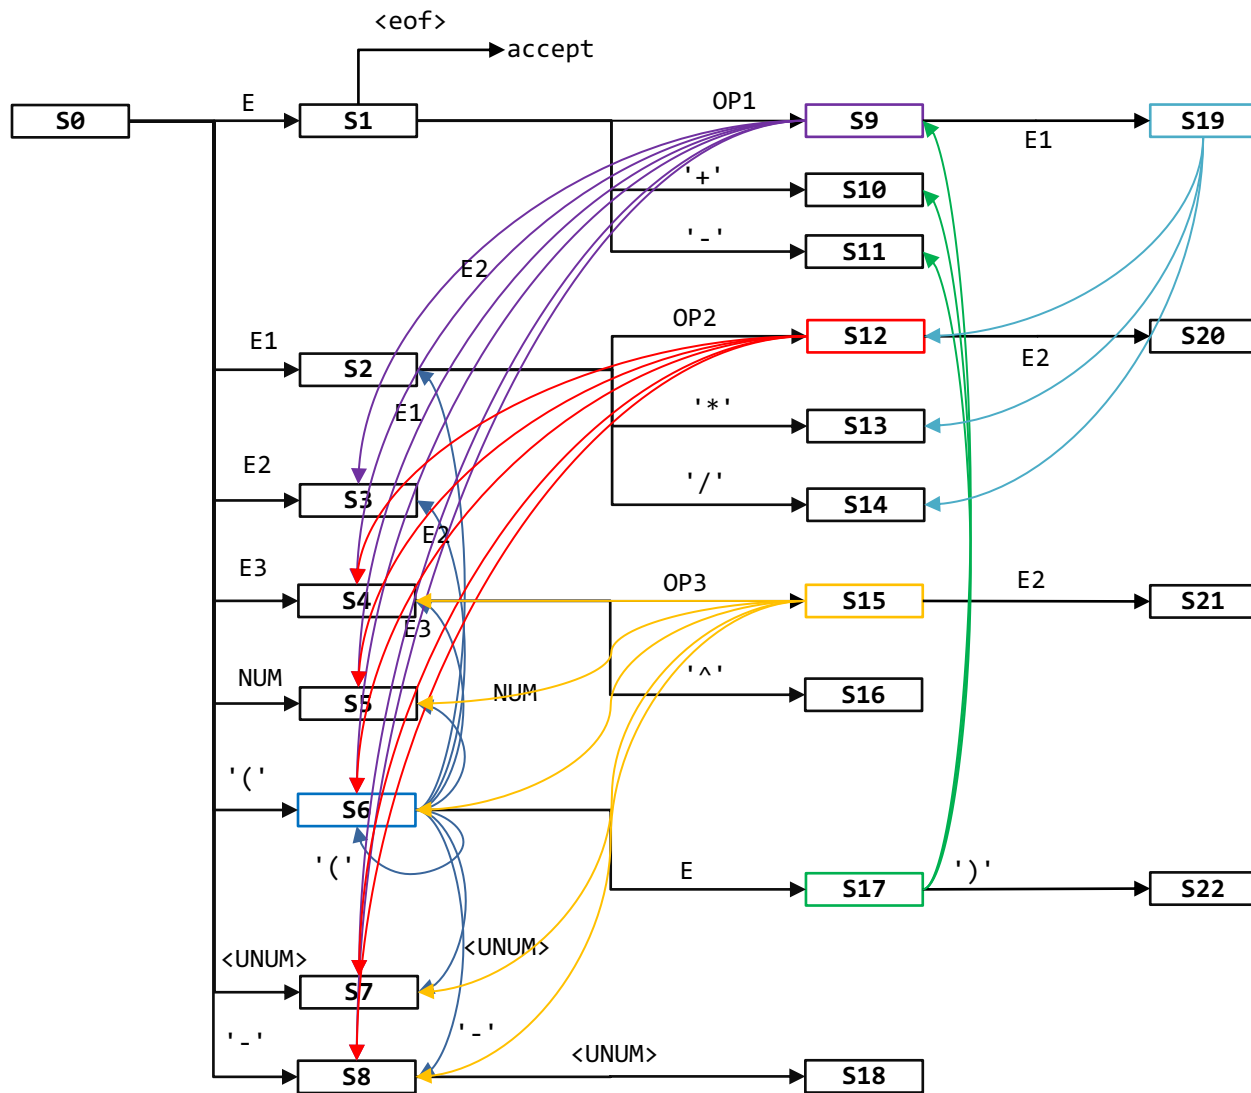 <eof>
accept
E
OP1
S0
S1
S9
S19
E1
'+'
S10
'-'
S11
E2
OP2
E1
S12
S20
E2
S2
E1
'*'
S13
E2
'/'
S3
S14
E2
E3
OP3
E2
S4
S15
S21
E3
NUM
NUM
'^'
S5
S16
'('
S6
'('
E
')'
S17
S22
<UNUM>
<UNUM>
S7
'-'
'-'
<UNUM>
S8
S18